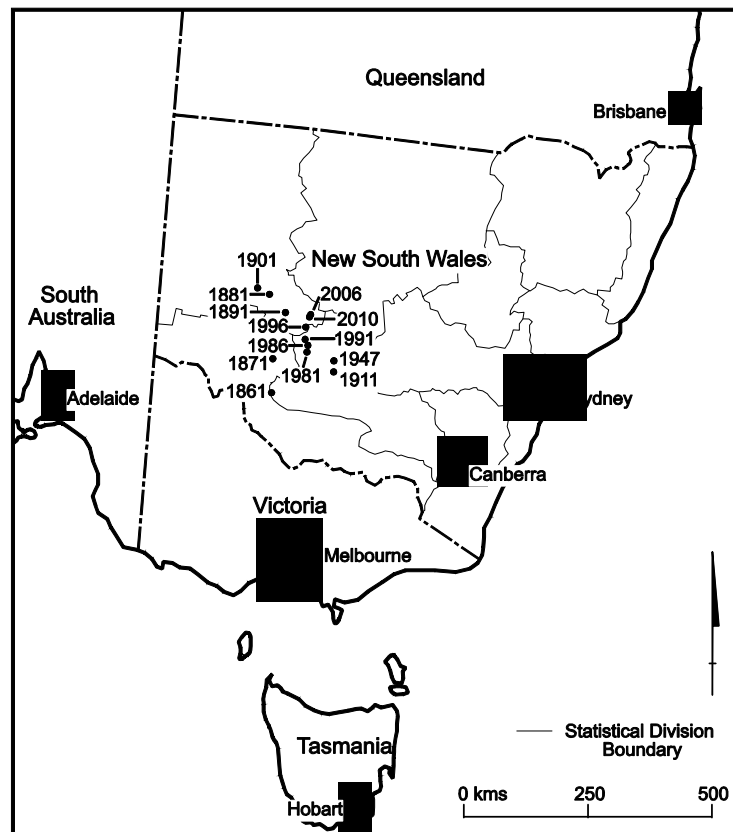 Queensland
Brisbane
1901
New South Wales
South
Australia
1881
2006
1891
2010
1996
1991
1986
1947
1871
1981
1911
1861
Adelaide
ydney
Canberra
Victoria
Melbourne
Statistical Division
Boundary
Tasmania
Hobart
0 kms 250 500